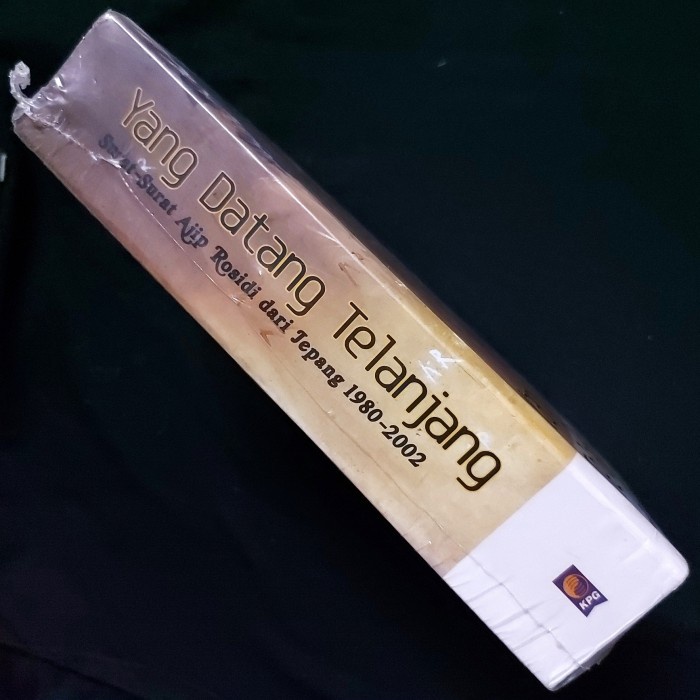 Yang Datang Telanjang
Surat-Surat Ajip Rosidi dari Jepang 1980-2002
KPG